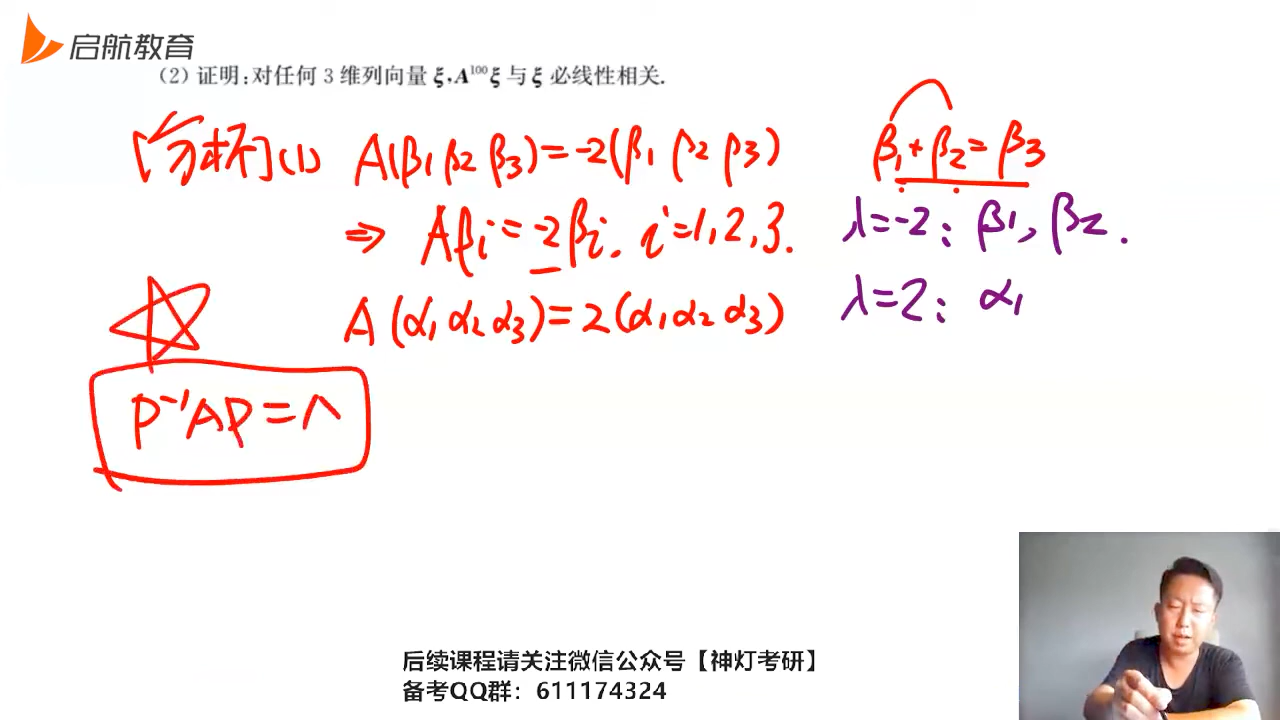 启航教育
(2) 证明:对任何 3 维列向量 ξ,A¹⁰⁰ξ 与 ξ 必线性相关.
[分析](1) A(β1 β2 β3)=-2(β1 β2 β3)
β1+β2=β3
⇒ Aβi=-2βi. i=1,2,3.
λ=-2: β1, β2.
A(α1 α2 α3)=2(α1 α2 α3)
λ=2: α1
P⁻¹AP=Λ
后续课程请关注微信公众号【神灯考研】
备考QQ群：611174324